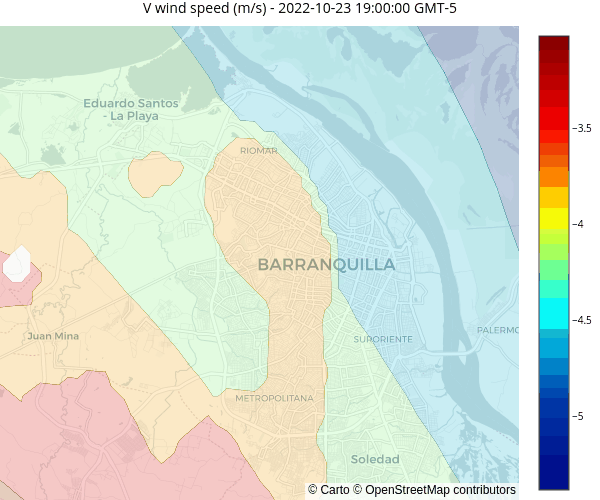 V wind speed (m/s) - 2022-10-23 19:00:00 GMT-5
Eduardo Santos
- La Playa
RIOMAR
−3.5
−4
BARRANQUILLA
−4.5
PALERMO
Juan Mina
SURORIENTE
METROPOLITANA
−5
Soledad
© Carto © OpenStreetMap contributors